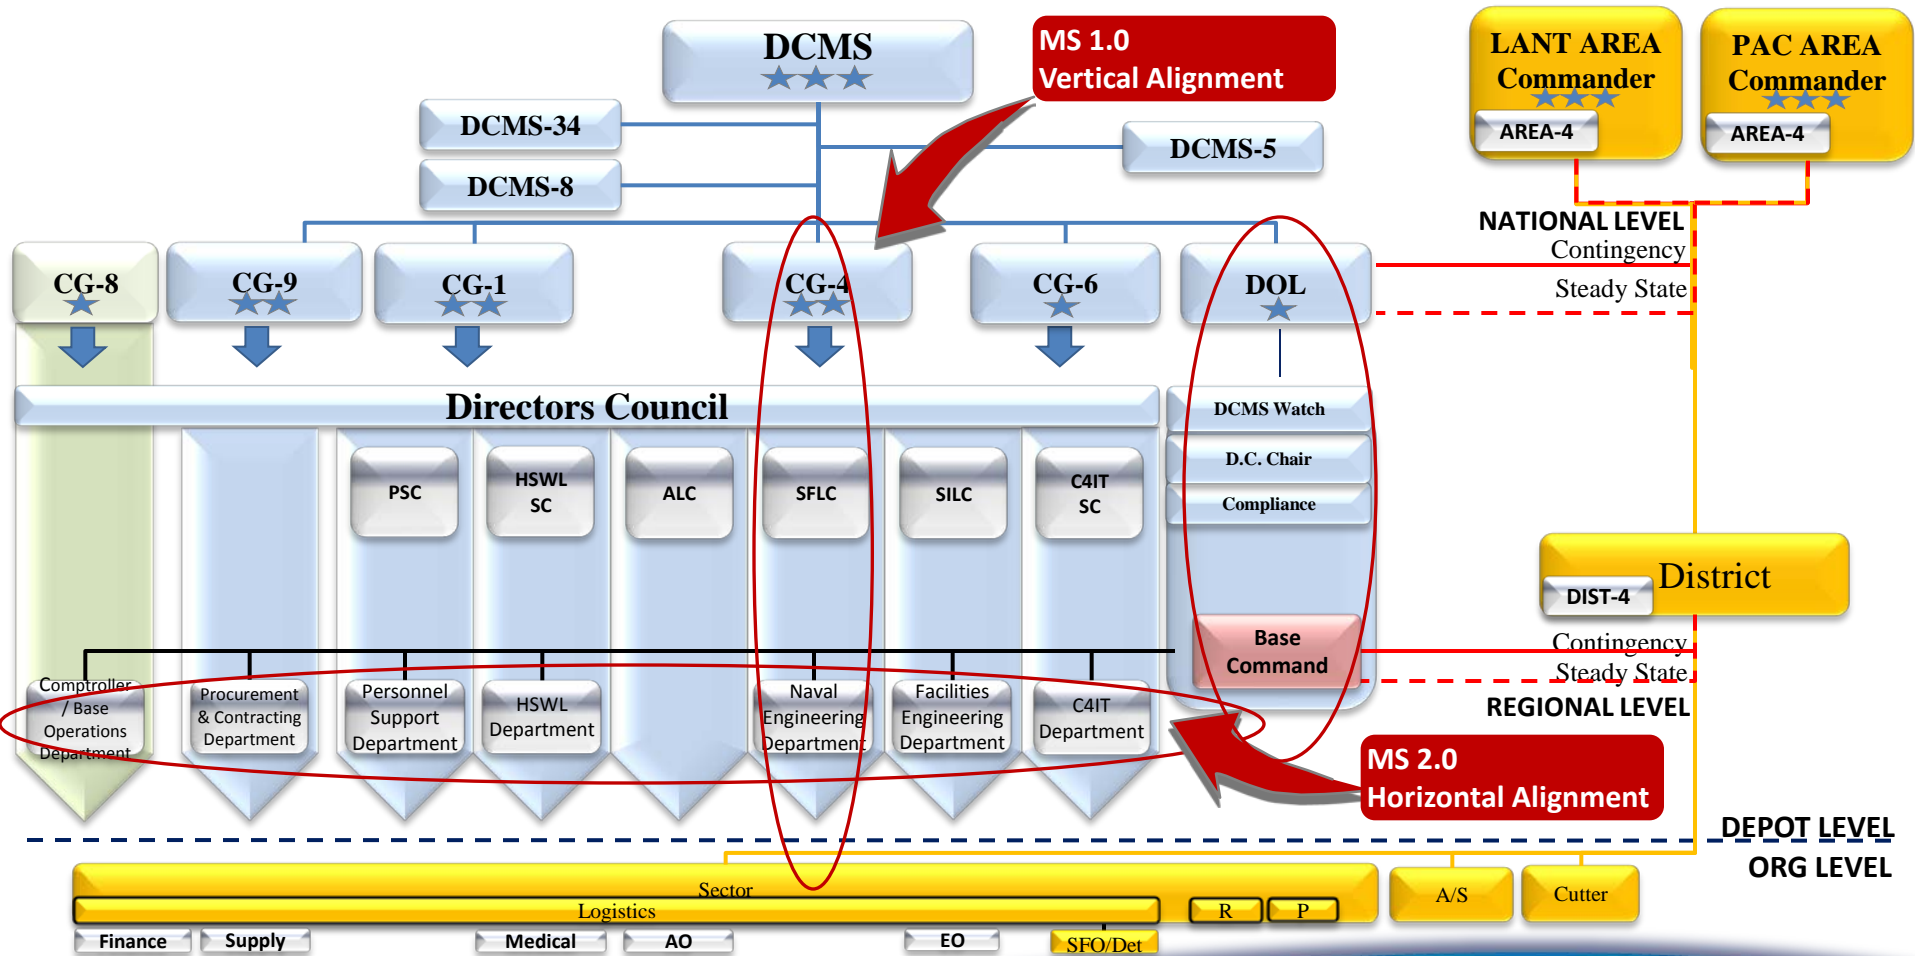 DCMS
MS 1.0
Vertical Alignment
LANT AREA
Commander
AREA-4
PAC AREA
Commander
AREA-4
DCMS-34
DCMS-5
DCMS-8
NATIONAL LEVEL
Contingency
Steady State
CG-8
CG-9
CG-1
CG-4
CG-6
DOL
Directors Council
DCMS Watch
D.C. Chair
Compliance
PSC
HSWL
SC
ALC
SFLC
SILC
C4IT
SC
District
DIST-4
Base
Command
Contingency
Steady State
REGIONAL LEVEL
Comptroller
/ Base
Operations
Department
Procurement
& Contracting
Department
Personnel
Support
Department
HSWL
Department
Naval
Engineering
Department
Facilities
Engineering
Department
C4IT
Department
MS 2.0
Horizontal Alignment
DEPOT LEVEL
ORG LEVEL
Sector
Logistics
R
P
A/S
Cutter
Finance
Supply
Medical
AO
EO
SFO/Det